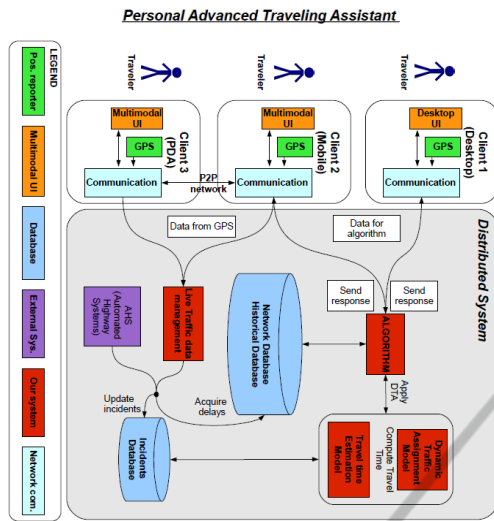 Personal Advanced Traveling Assistant
LEGEND
Pos. reporter
Multimodal UI
Database
External Sys.
Our system
Network com.
Traveler
Traveler
Traveler
Client 3
(PDA)
Multimodal
UI
GPS
Communication
P2P
network
Client 2
(Mobile)
Multimodal
UI
GPS
Communication
Client 1
(Desktop)
Desktop
UI
GPS
Communication
Distributed System
Data from GPS
Data for
algorithm
Send
response
Send
response
AHS
(Automated
Highway
Systems)
Live Traffic data
management
Network Database
Historical Database
ALGORITHM
Apply
DTA
Update
incidents
Acquire
delays
Incidents
Database
Travel time
Estimation
Model
Compute Travel
Time
Dynamic
Traffic
Assignment
Model